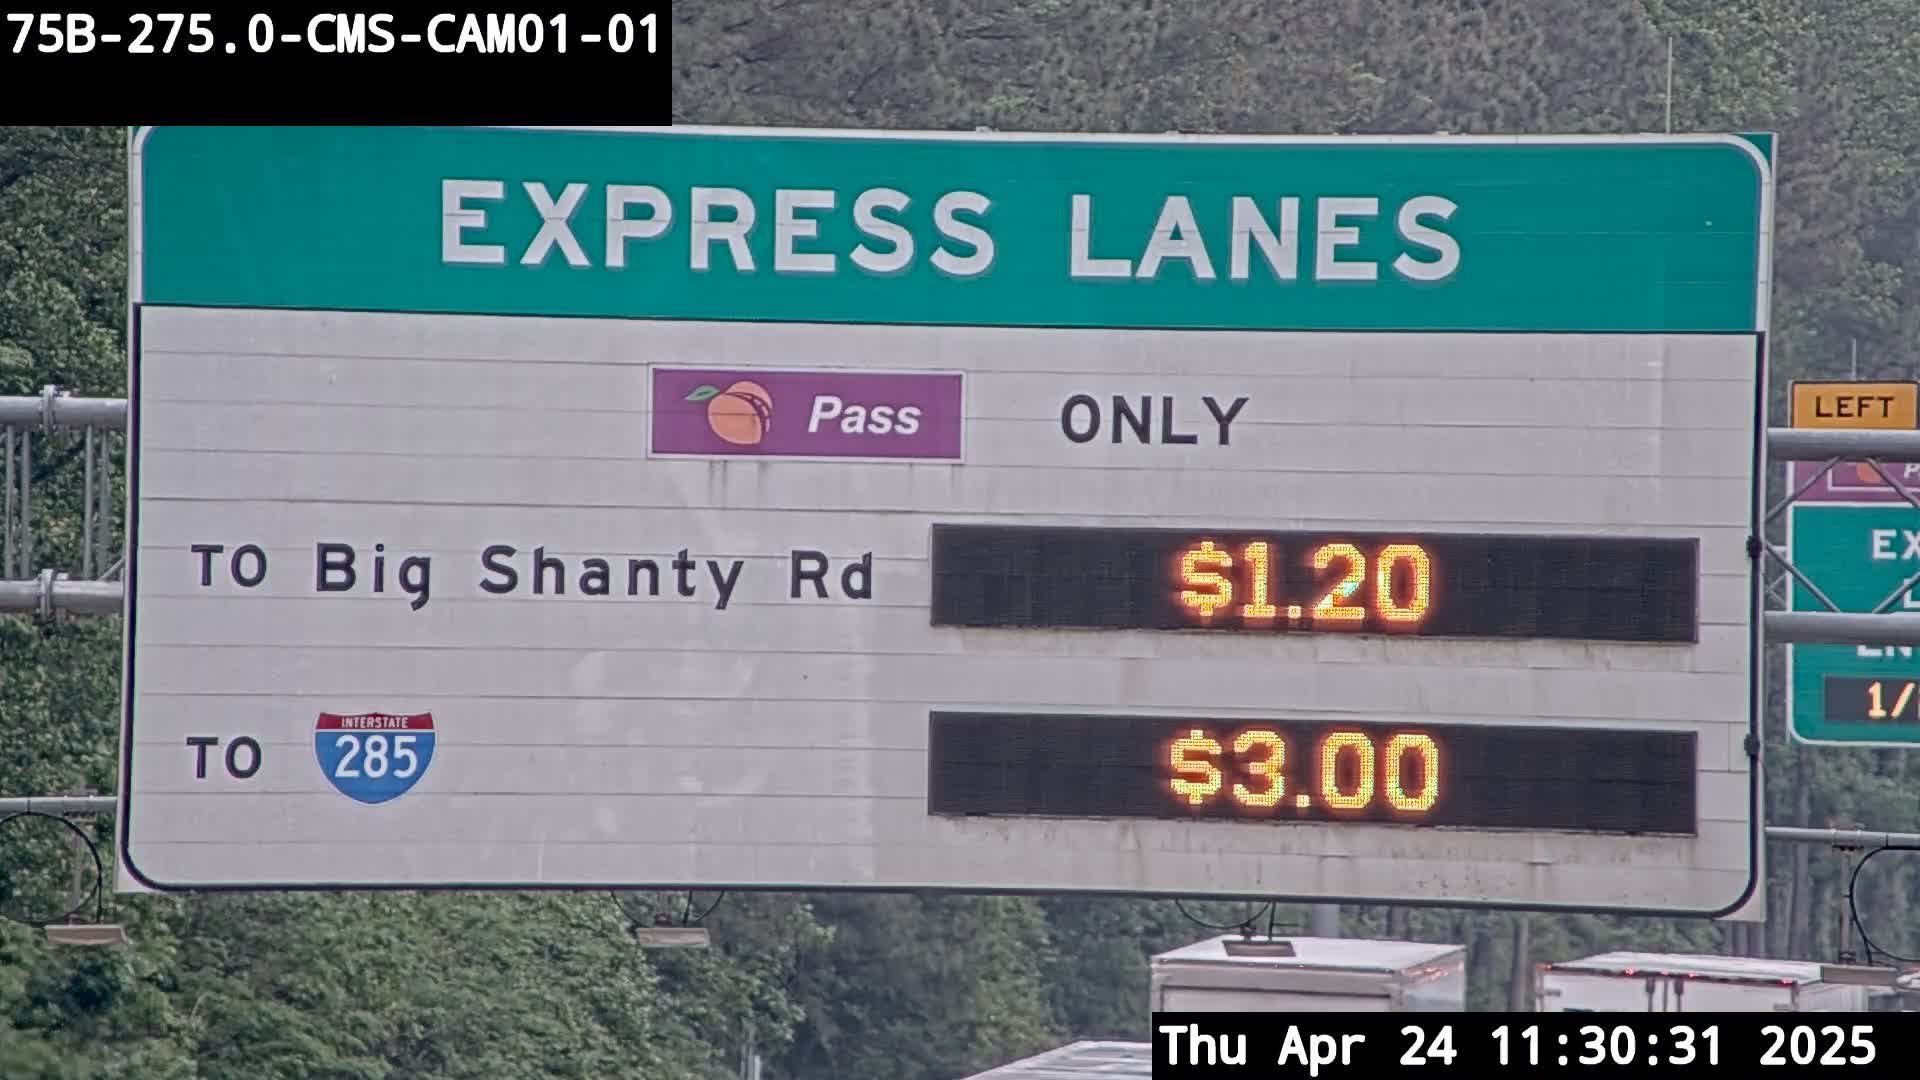 75B-275.0-CMS-CAM01-01
EXPRESS LANES
Pass ONLY
LEFT
TO Big Shanty Rd $1.20
TO INTERSTATE 285 $3.00
Thu Apr 24 11:30:31 2025